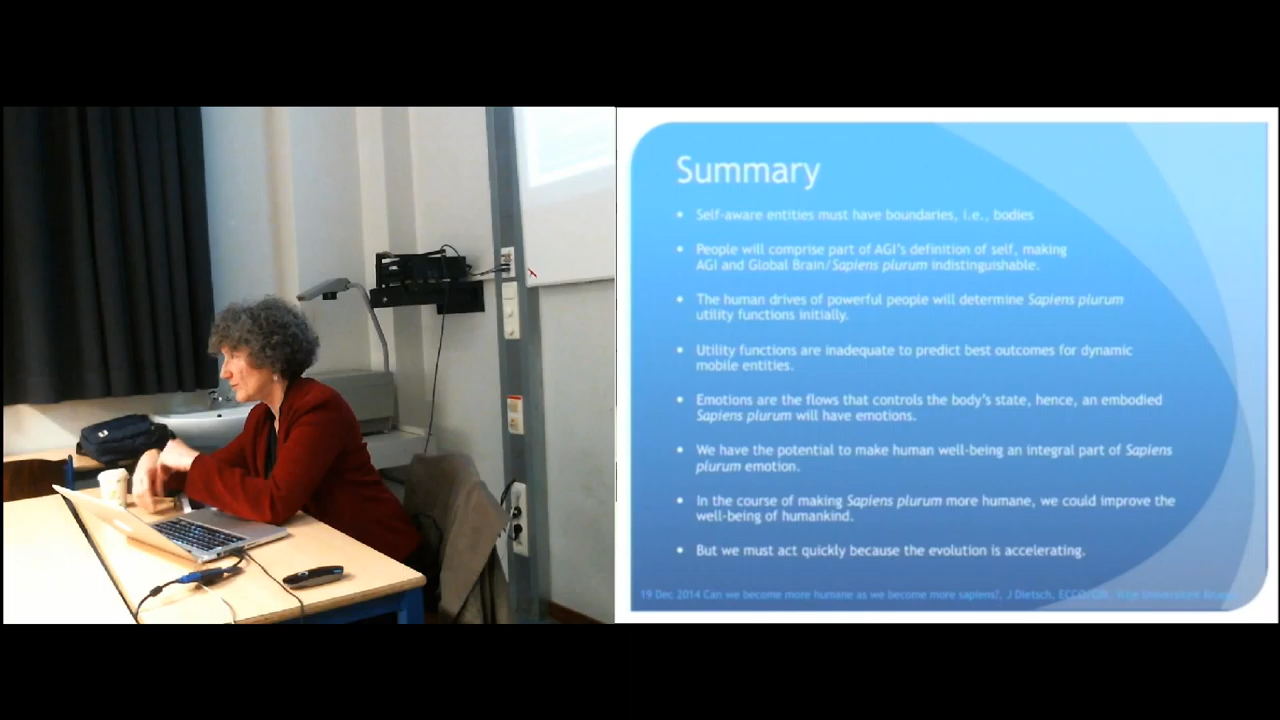 Summary
• Self-aware entities must have boundaries, i.e., bodies
• People will comprise part of AGI's definition of self, making
AGI and Global Brain/Sapiens plurum indistinguishable.
• The human drives of powerful people will determine Sapiens plurum
utility functions initially.
• Utility functions are inadequate to predict best outcomes for dynamic
mobile entities.
• Emotions are the flows that controls the body's state, hence, an embodied
Sapiens plurum will have emotions.
• We have the potential to make human well-being an integral part of Sapiens
plurum emotion.
• In the course of making Sapiens plurum more humane, we could improve the
well-being of humankind.
• But we must act quickly because the evolution is accelerating.
19 Dec 2014 Can we become more humane as we become more sapiens?, J Dietsch, Vrije Universiteit